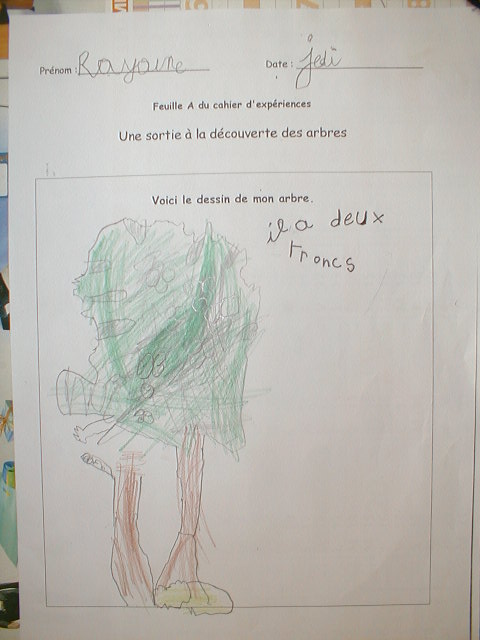 Prénom : Rayane
Date : jedi
Feuille A du cahier d'expériences
Une sortie à la découverte des arbres
Voici le dessin de mon arbre.
il a deux
troncs